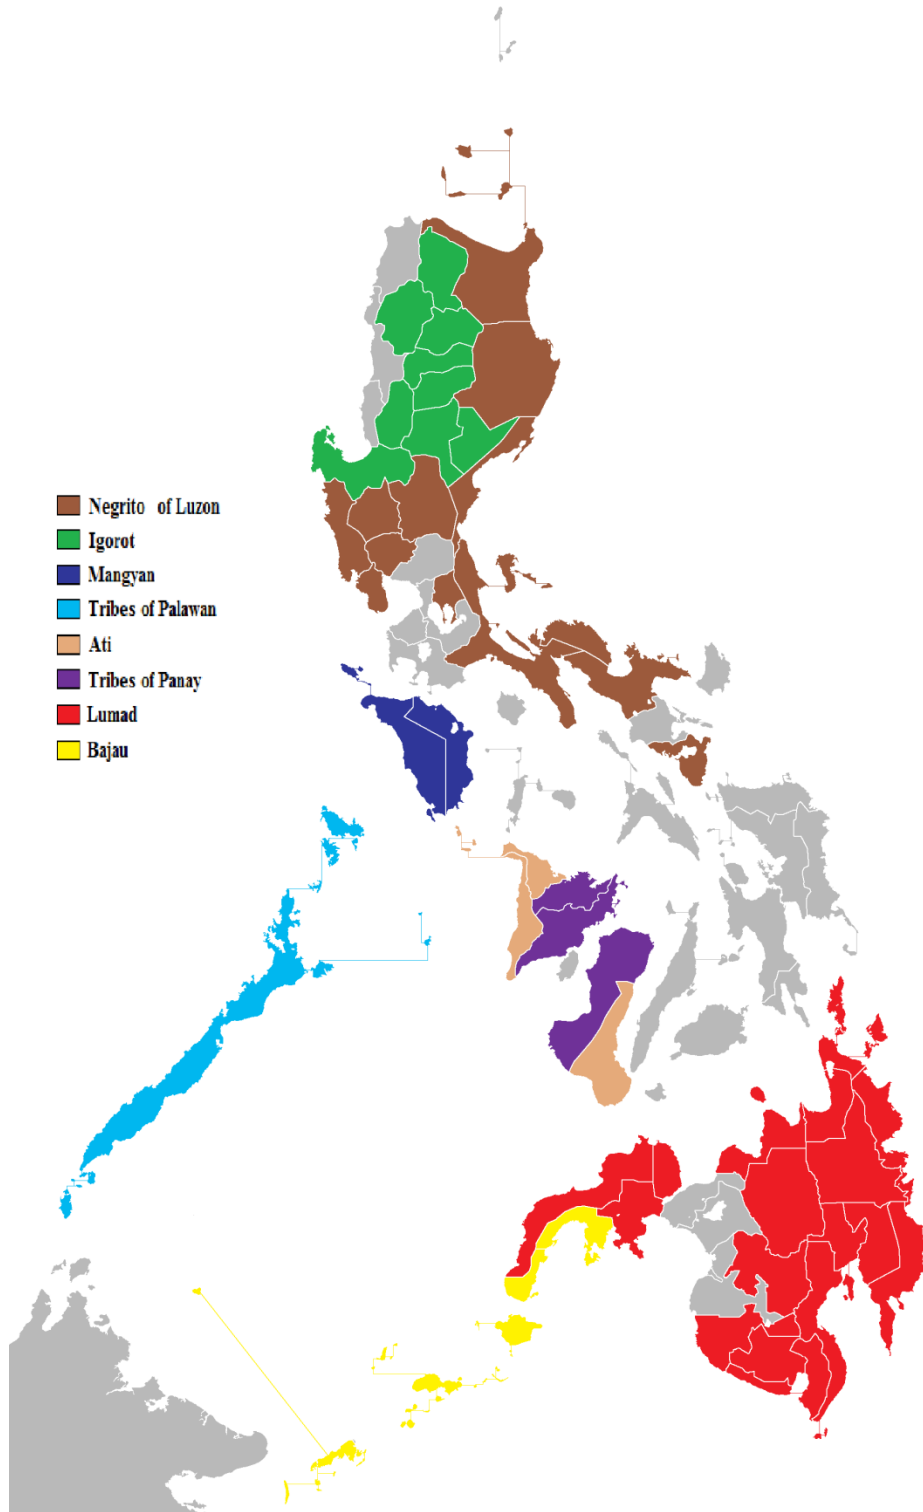 Negrito of Luzon
Igorot
Mangyan
Tribes of Palawan
Ati
Tribes of Panay
Lumad
Bajau